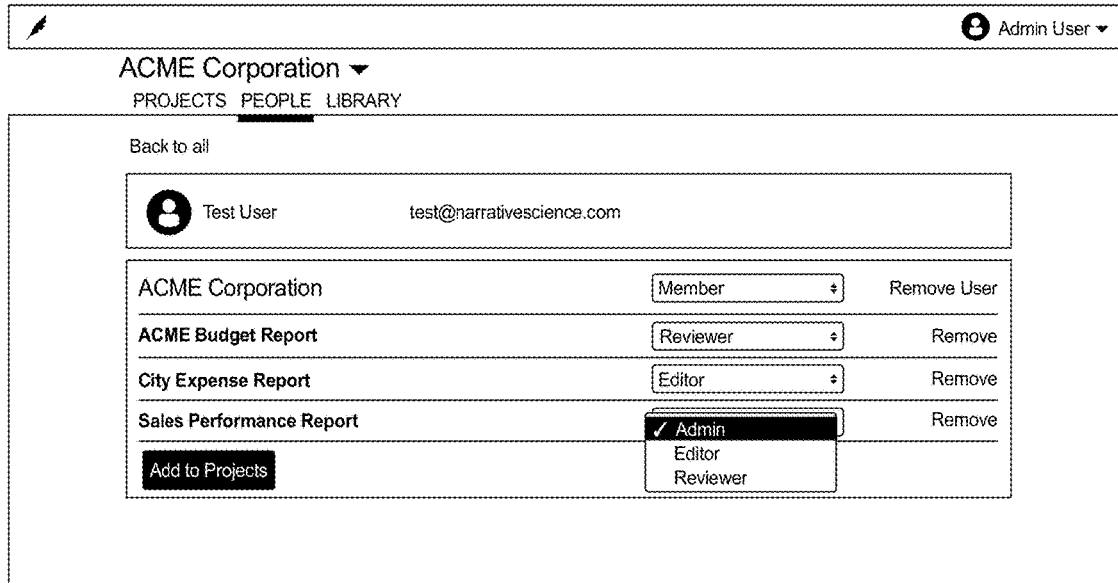 Admin User
ACME Corporation
PROJECTS PEOPLE LIBRARY
Back to all
Test User test@narrativescience.com
ACME Corporation Member Remove User
ACME Budget Report Reviewer Remove
City Expense Report Editor Remove
Sales Performance Report ✓ Admin Remove
Editor
Add to Projects
Reviewer